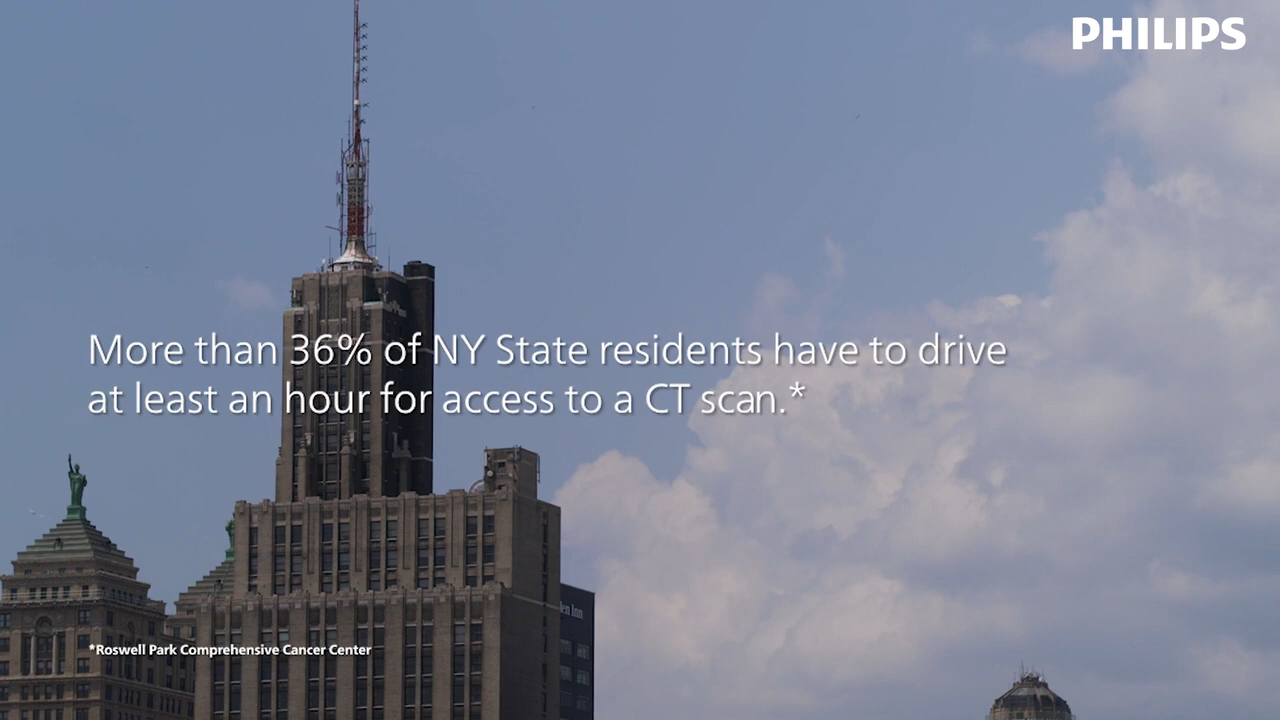 PHILIPS
More than 36% of NY State residents have to drive
at least an hour for access to a CT scan.*
*Roswell Park Comprehensive Cancer Center
Inn